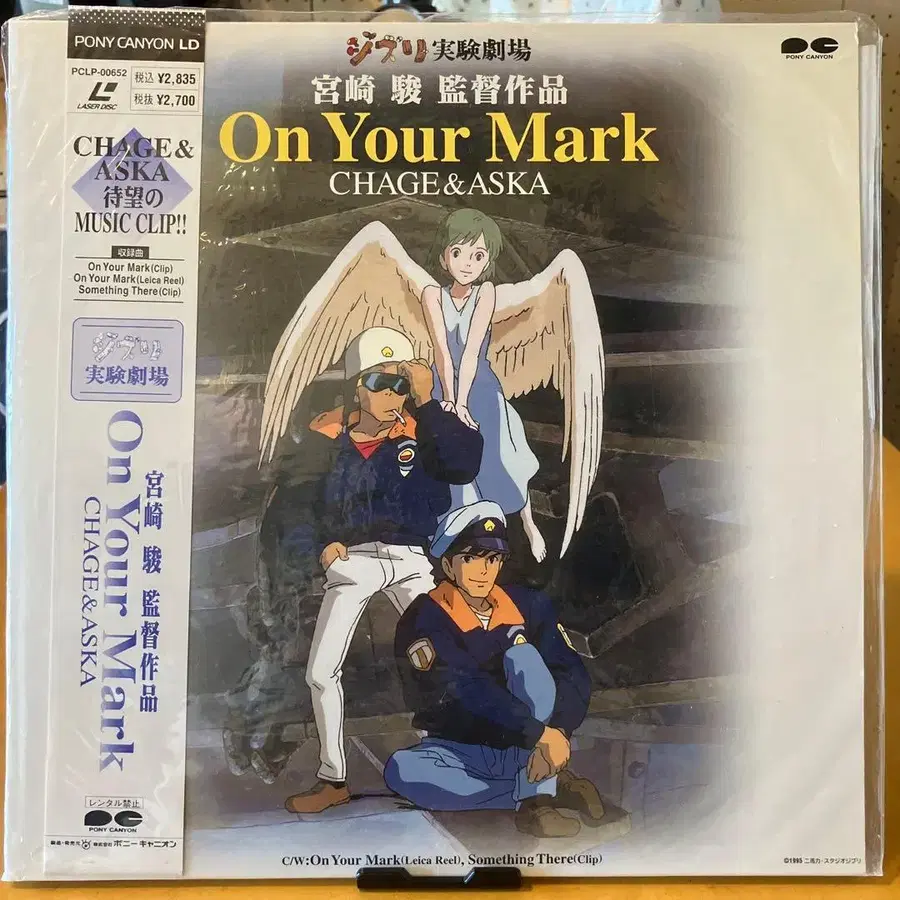 PONY CANYON LD
PCLP-00652
税込 ¥2,835
LASER DISC
税抜 ¥2,700
CHAGE &
ASKA
待望の
MUSIC CLIP!!
収録曲
On Your Mark(Clip)
On Your Mark(Leica Reel)
Something There(Clip)
ジブリ
実験劇場
宮崎 駿 監督作品
On Your Mark
CHAGE&ASKA
レンタル禁止
PONY CANYON
株式会社 ポニーキャニオン
ジブリ実験劇場
宮崎 駿 監督作品
On Your Mark
CHAGE&ASKA
PONY CANYON
C/W:On Your Mark(Leica Reel), Something There(Clip)
©1995 二馬力・スタジオジブリ